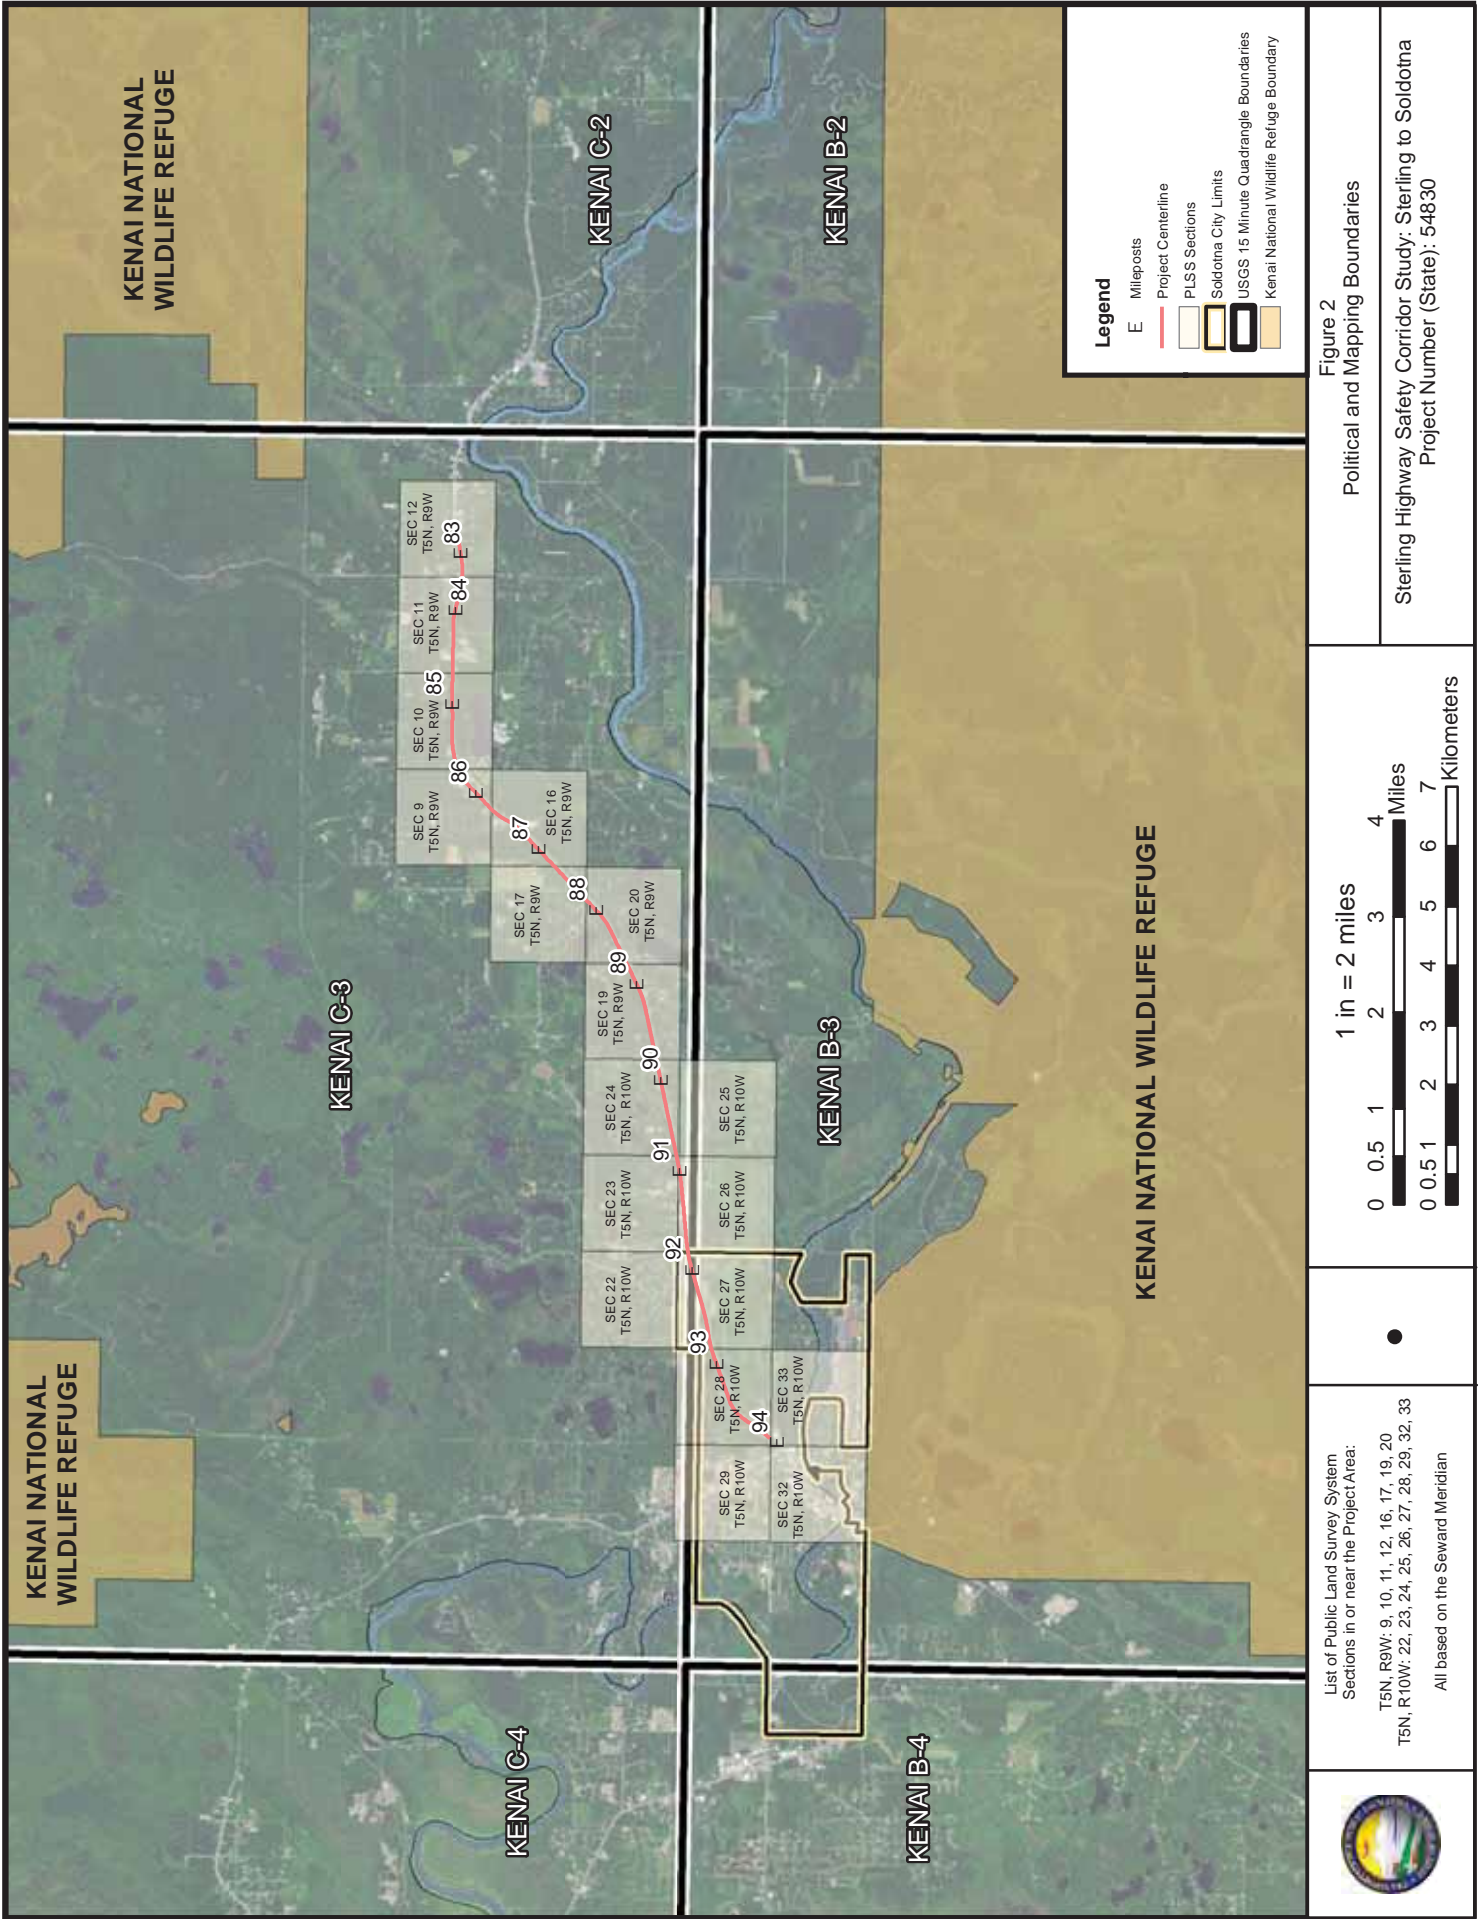 KENAI NATIONAL
WILDLIFE REFUGE
KENAI NATIONAL
WILDLIFE REFUGE
KENAI C-4
KENAI C-3
KENAI C-2
KENAI B-4
KENAI B-3
KENAI B-2
KENAI NATIONAL WILDLIFE REFUGE
SEC 9
T5N, R9W
SEC 10
T5N, R9W
SEC 11
T5N, R9W
SEC 12
T5N, R9W
SEC 17
T5N, R9W
SEC 16
T5N, R9W
SEC 22
T5N, R10W
SEC 23
T5N, R10W
SEC 24
T5N, R10W
SEC 19
T5N, R9W
SEC 20
T5N, R9W
SEC 29
T5N, R10W
SEC 28
T5N, R10W
SEC 27
T5N, R10W
SEC 26
T5N, R10W
SEC 25
T5N, R10W
SEC 32
T5N, R10W
SEC 33
T5N, R10W
94
E
93
E
92
E
91
E
90
E
89
E
88
E
87
E
86
E
85
E
84
E
83
E
Legend
E Mileposts
Project Centerline
PLSS Sections
Soldotna City Limits
USGS 15 Minute Quadrangle Boundaries
Kenai National Wildlife Refuge Boundary
List of Public Land Survey System
Sections in or near the Project Area:
T5N, R9W: 9, 10, 11, 12, 16, 17, 19, 20
T5N, R10W: 22, 23, 24, 25, 26, 27, 28, 29, 32, 33
All based on the Seward Meridian
1 in = 2 miles
0 0.5 1 2 3 4
Miles
0 0.5 1 2 3 4 5 6 7
Kilometers
Figure 2
Political and Mapping Boundaries
Sterling Highway Safety Corridor Study: Sterling to Soldotna
Project Number (State): 54830